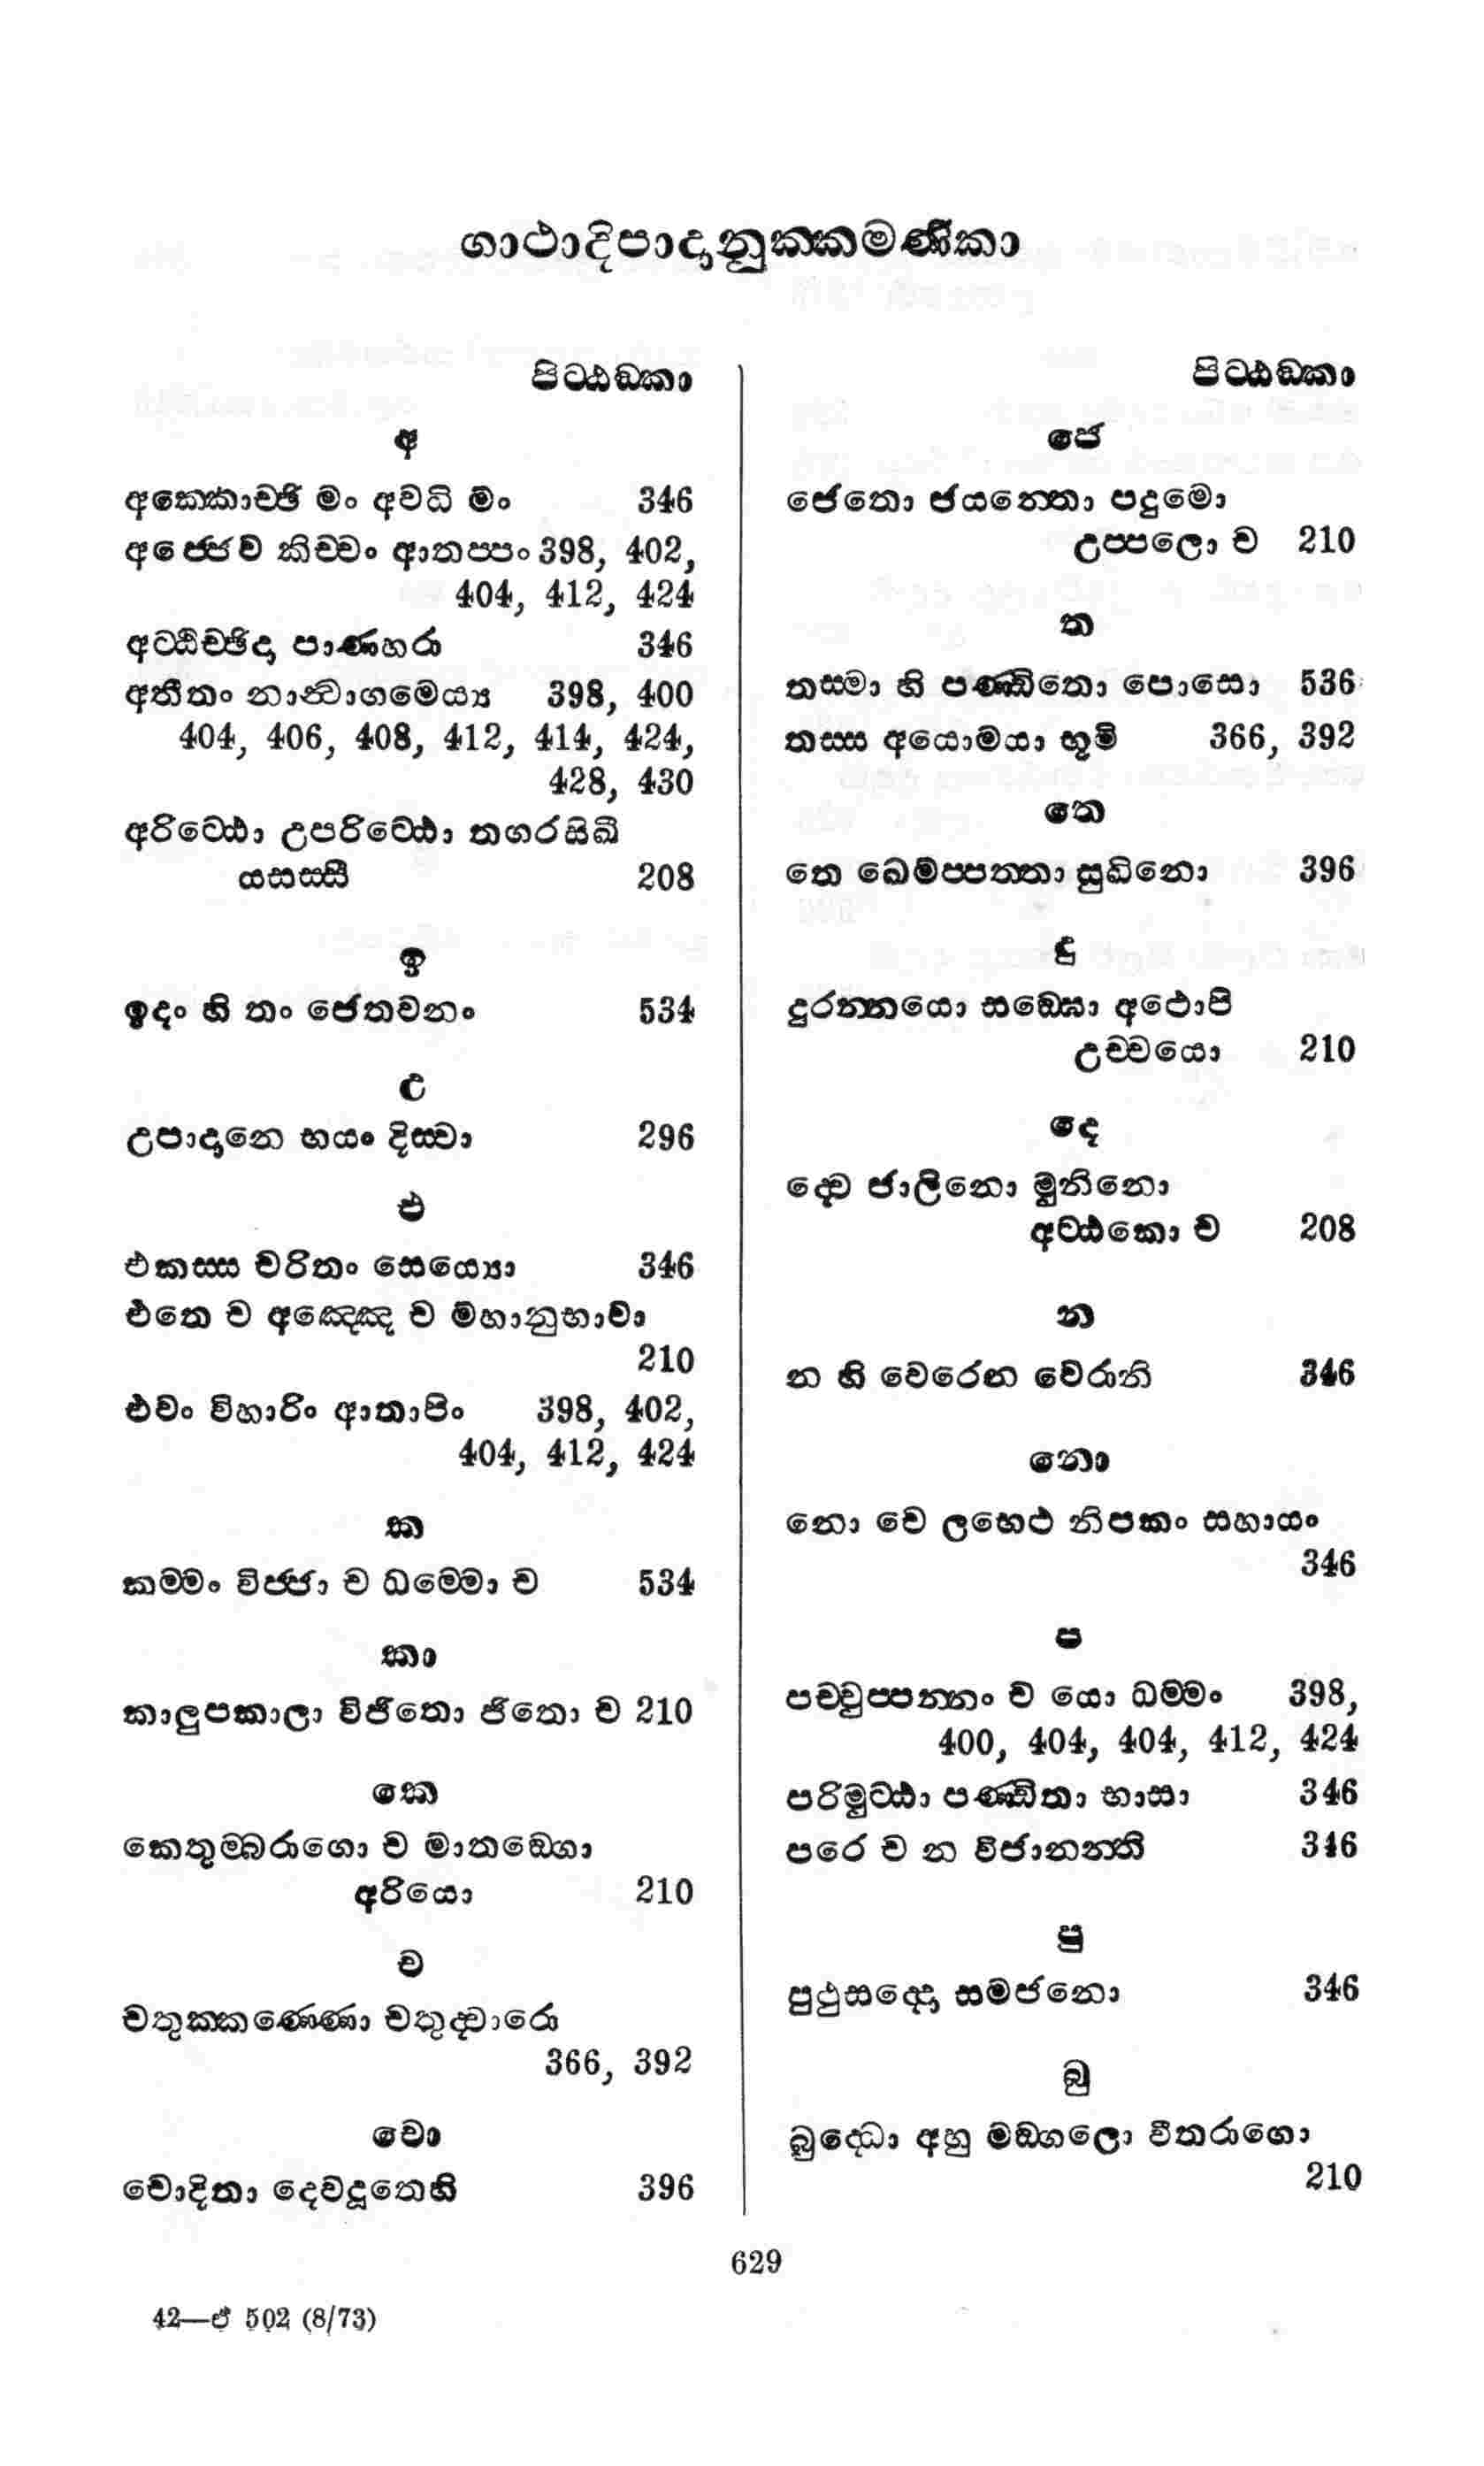 ගාථාදිපාදානුක්කමණිකා
පිට්ඨඞ්කා
අ
අක්කොච්ඡි මං අවධි මං 346
අජ්ජෙව කිච්චං ආතප්පං 398, 402,
404, 412, 424
අට්ඨිච්ඡිදා පාණහරා 346
අතීතං නාන්වාගමෙය්‍ය 398, 400
404, 406, 408, 412, 414, 424,
428, 430
අරිට්ඨො උපරිට්ඨො තගරසිඛී
යසස්සී 208
ඉ
ඉදං හි තං ජෙතවනං 534
උ
උපාදානෙ භයං දිස්වා 296
එ
එකස්ස චරිතං සෙය්‍යො 346
එතෙ ච අඤ්ඤෙ ච මහානුභාවා
210
එවං විහාරිං ආතාපිං 398, 402,
404, 412, 424
ක
කම්මං විජ්ජා ච ධම්මො ච 534
කා
කාලුපකාලා විජිතො ජිතො ච 210
කෙ
කෙතුම්බරාගො ච මාතඞ්ගො
අරියො 210
ච
චතුක්කණ්ණො චතුද්වාරො
366, 392
චො
චොදිතා දෙවදූතෙහි 396
පිට්ඨඞ්කා
ජෙ
ජෙතො ජයන්තො පදුමො
උප්පලො ච 210
ත
තස්මා හි පණ්ඩිතො පොසො 536
තස්ස අයොමයා භූමි 366, 392
තෙ
තෙ ඛෙමප්පත්තා සුඛිනො 396
දු
දුරන්නයො සඞ්ඝො අථොපි
උච්චයො 210
දෙ
ද්වෙ ජාලිනො මුනිනො
අට්ඨකො ච 208
න
න හි වෙරෙන වෙරානි 346
නො
නො චෙ ලභෙථ නිපකං සහායං
346
ප
පච්චුප්පන්නං ච යො ධම්මං 398,
400, 404, 404, 412, 424
පරිමුට්ඨා පණ්ඩිතා භාසා 346
පරෙ ච න විජානන්ති 346
පු
පුථුසද්දො සමජනො 346
බු
බුද්ධො අහු මඞ්ගලො වීතරාගො
210
629
42—ඒ 502 (8/73)